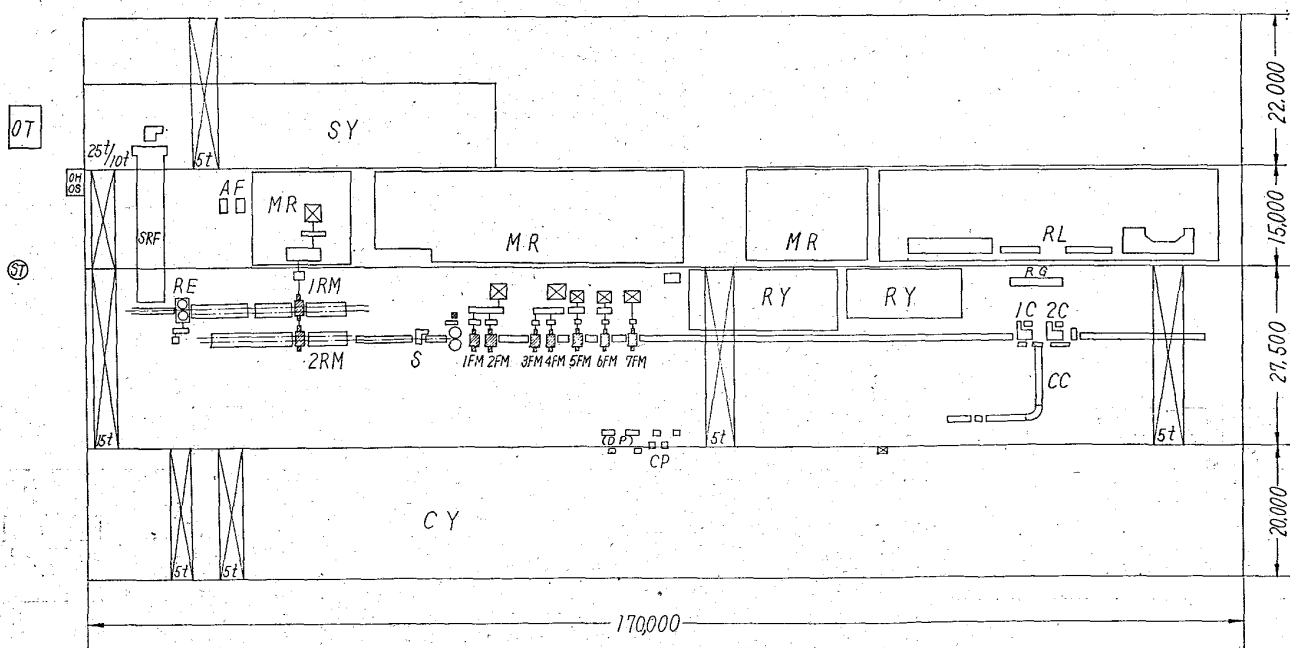 22.000
OT
SY
25t/10t
5t
OH
OS
AF
MR
MR
MR
RL
15.000
SRF
ST
RE
1RM
RY
RY
RG
1C 2C
2RM
S
1FM 2FM 3FM 4FM 5FM 6FM 7FM
CC
27.500
15t
(DP)
5t
5t
CP
CY
20.000
5t
5t
170,000